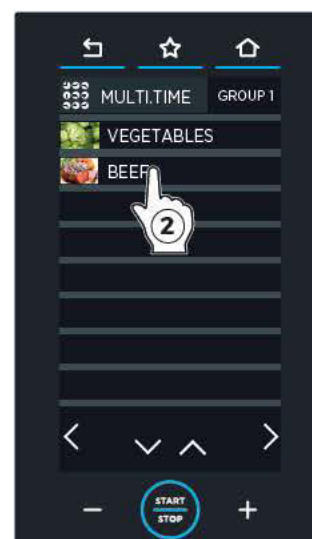 MULTI.TIME GROUP 1
VEGETABLES
BEEF
2
START
STOP